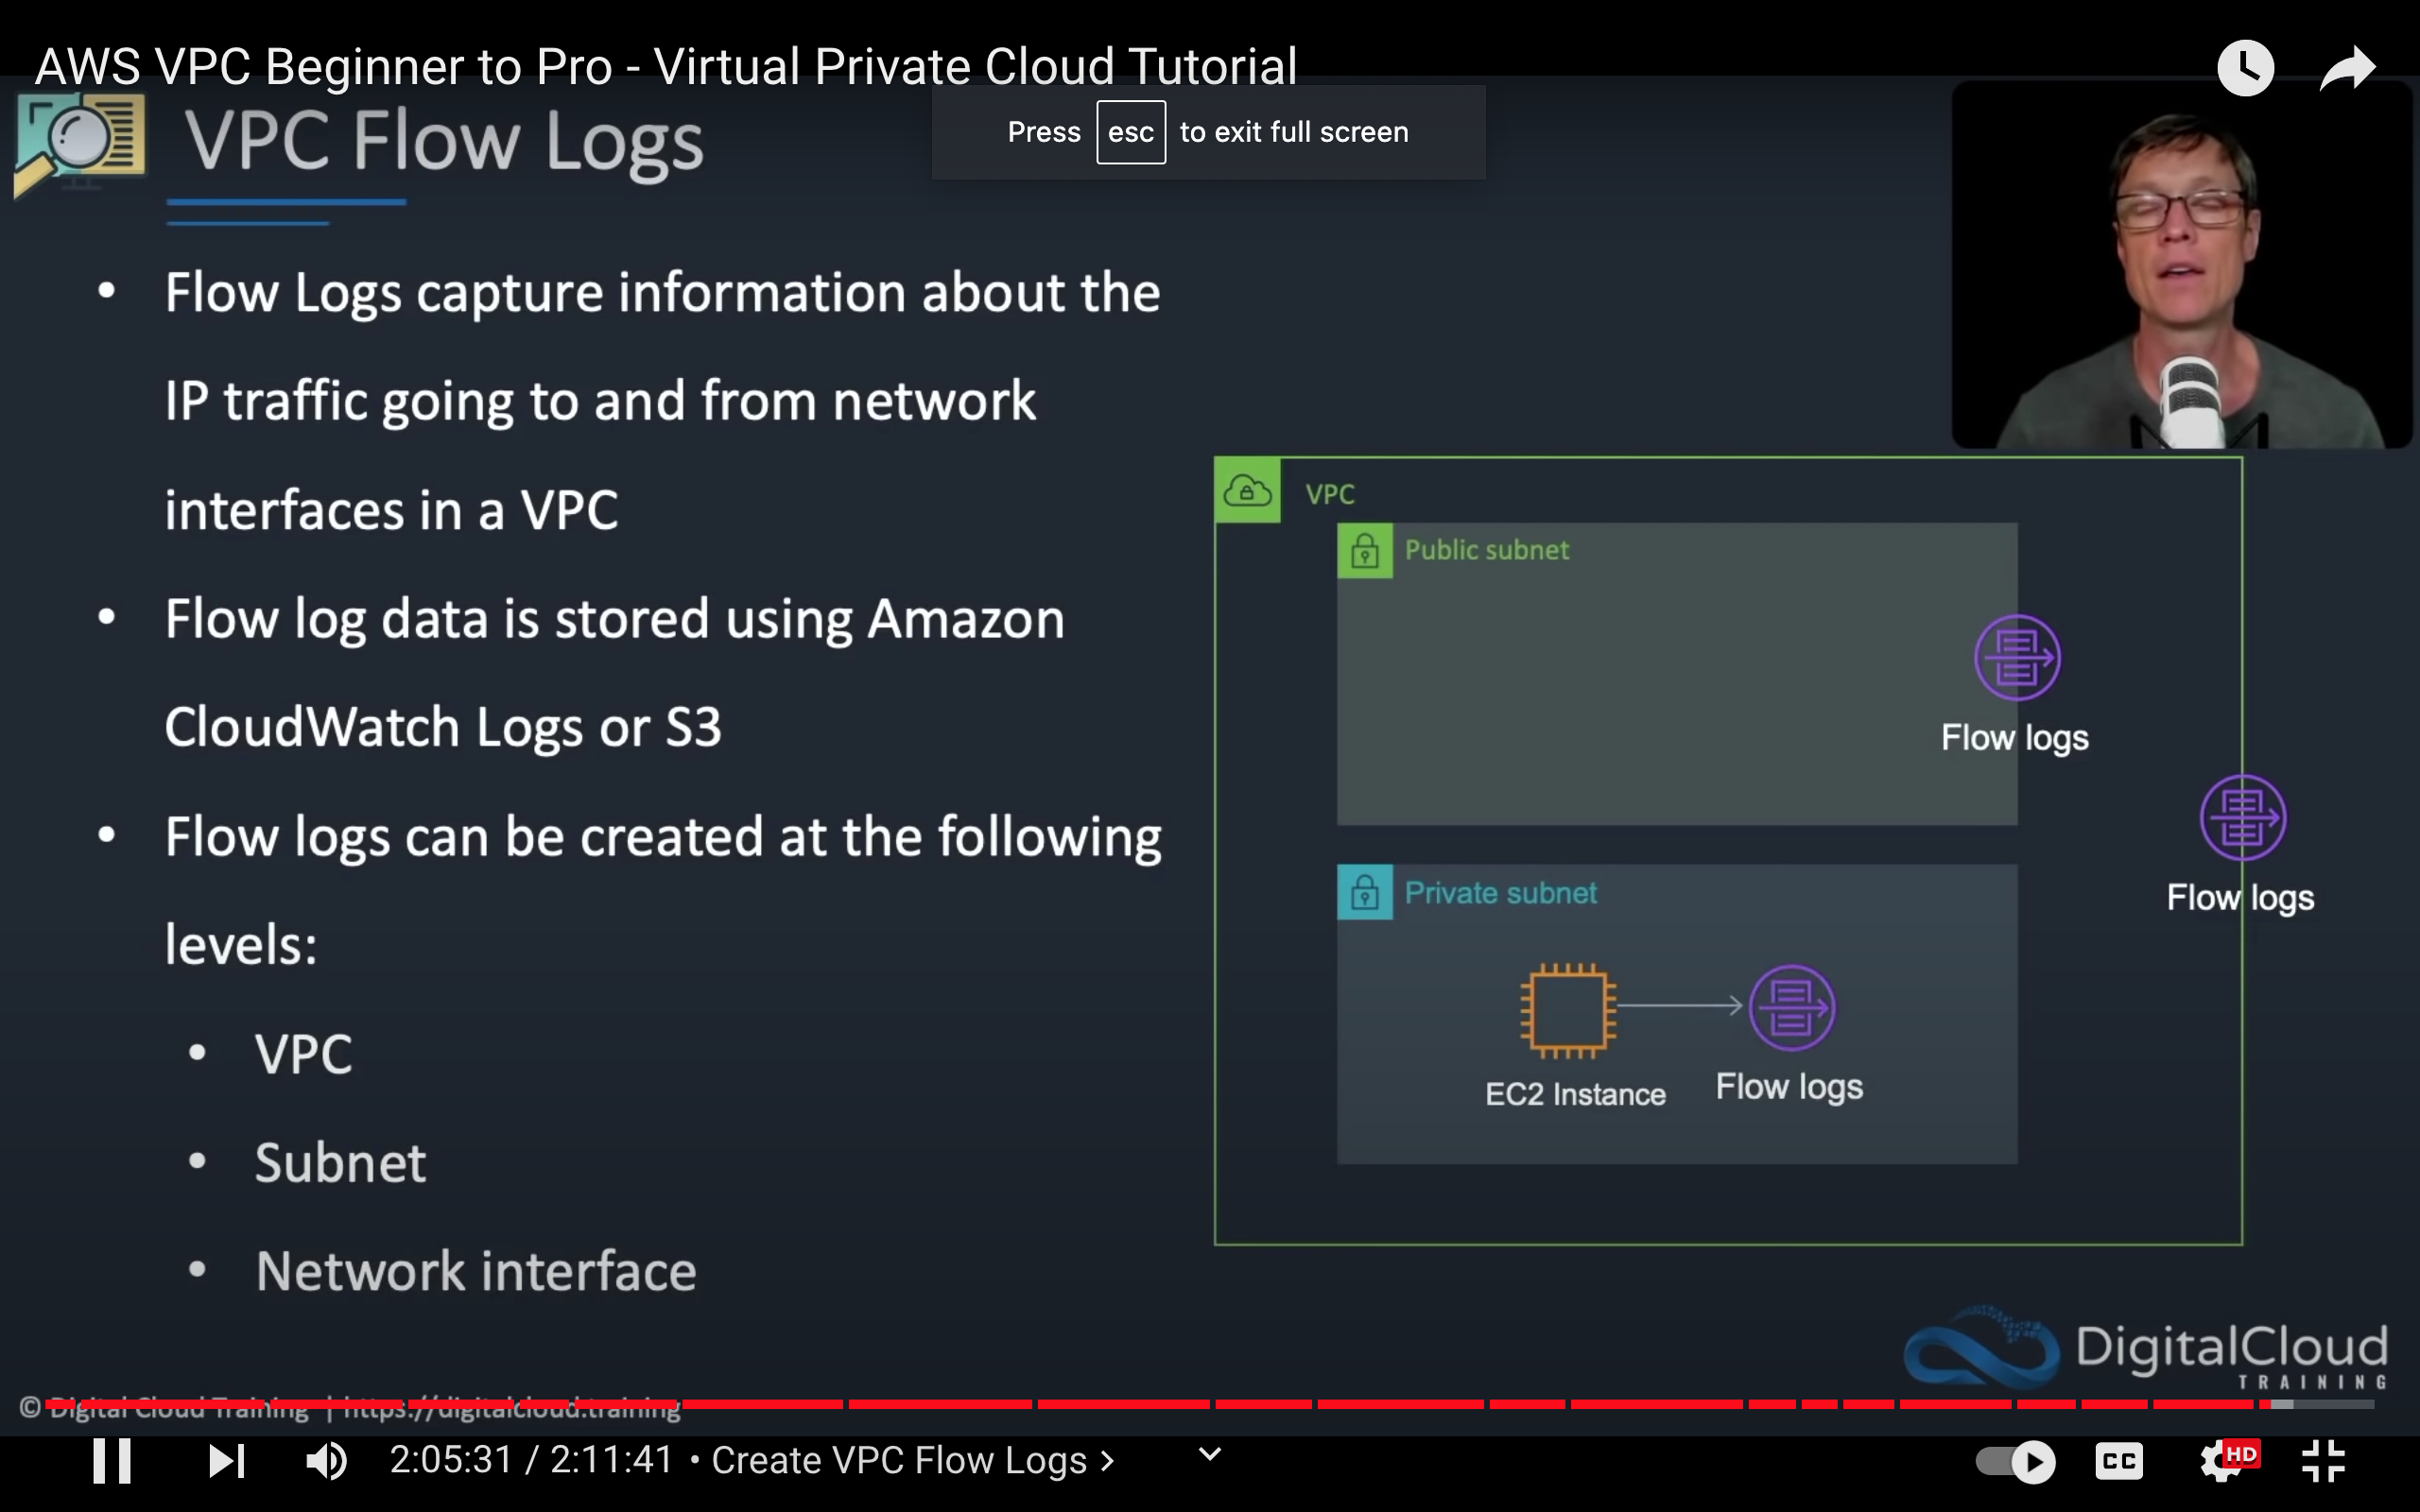 AWS VPC Beginner to Pro - Virtual Private Cloud Tutorial
Press esc to exit full screen
VPC Flow Logs
• Flow Logs capture information about the
IP traffic going to and from network
interfaces in a VPC
• Flow log data is stored using Amazon
CloudWatch Logs or S3
• Flow logs can be created at the following
levels:
• VPC
• Subnet
• Network interface
VPC
Public subnet
Flow logs
Flow logs
Private subnet
EC2 Instance
Flow logs
DigitalCloud
TRAINING
© Digital Cloud Training | https://digitalcloud.training
2:05:31 / 2:11:41 • Create VPC Flow Logs >
CC
HD